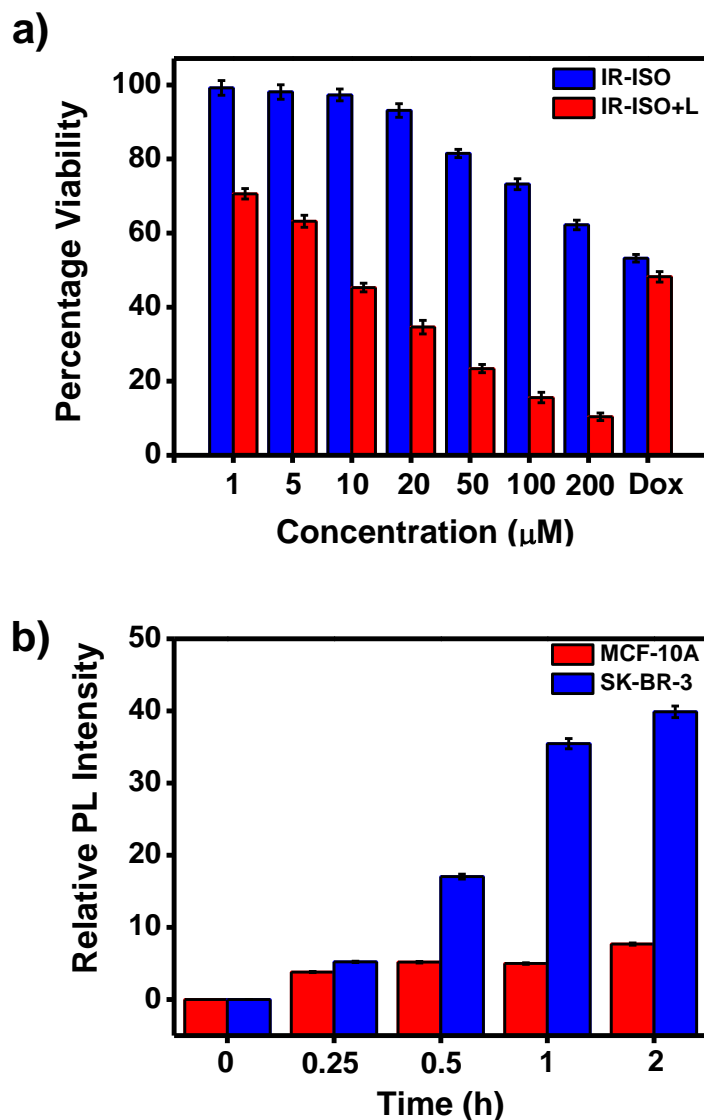 a)
IR-ISO
IR-ISO+L
Percentage Viability
100
80
60
40
20
0
1 5 10 20 50 100 200 Dox
Concentration (μM)
b)
MCF-10A
SK-BR-3
Relative PL Intensity
50
40
30
20
10
0
0 0.25 0.5 1 2
Time (h)